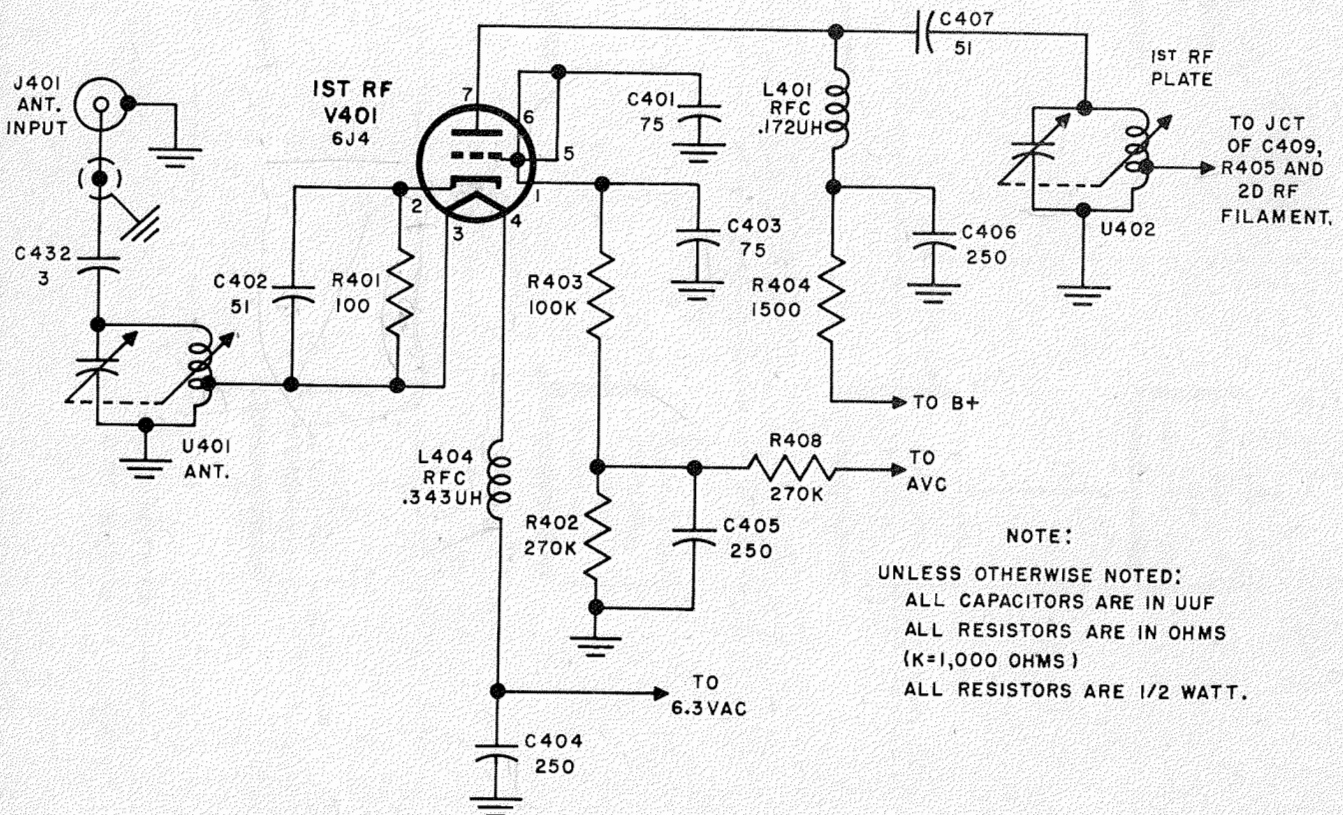 J401
ANT.
INPUT
C432
3
U401
ANT.
C402
51
R401
100
1ST RF
V401
6J4
7
6
5
1
2
3
4
L404
RFC
.343UH
C404
250
TO
6.3VAC
C401
75
C403
75
R403
100K
R402
270K
C405
250
R408
270K
TO
AVC
L401
RFC
.172UH
C406
250
R404
1500
TO B+
C407
51
1ST RF
PLATE
U402
TO JCT
OF C409,
R405 AND
2D RF
FILAMENT.
NOTE:
UNLESS OTHERWISE NOTED:
ALL CAPACITORS ARE IN UUF
ALL RESISTORS ARE IN OHMS
(K=1,000 OHMS)
ALL RESISTORS ARE 1/2 WATT.